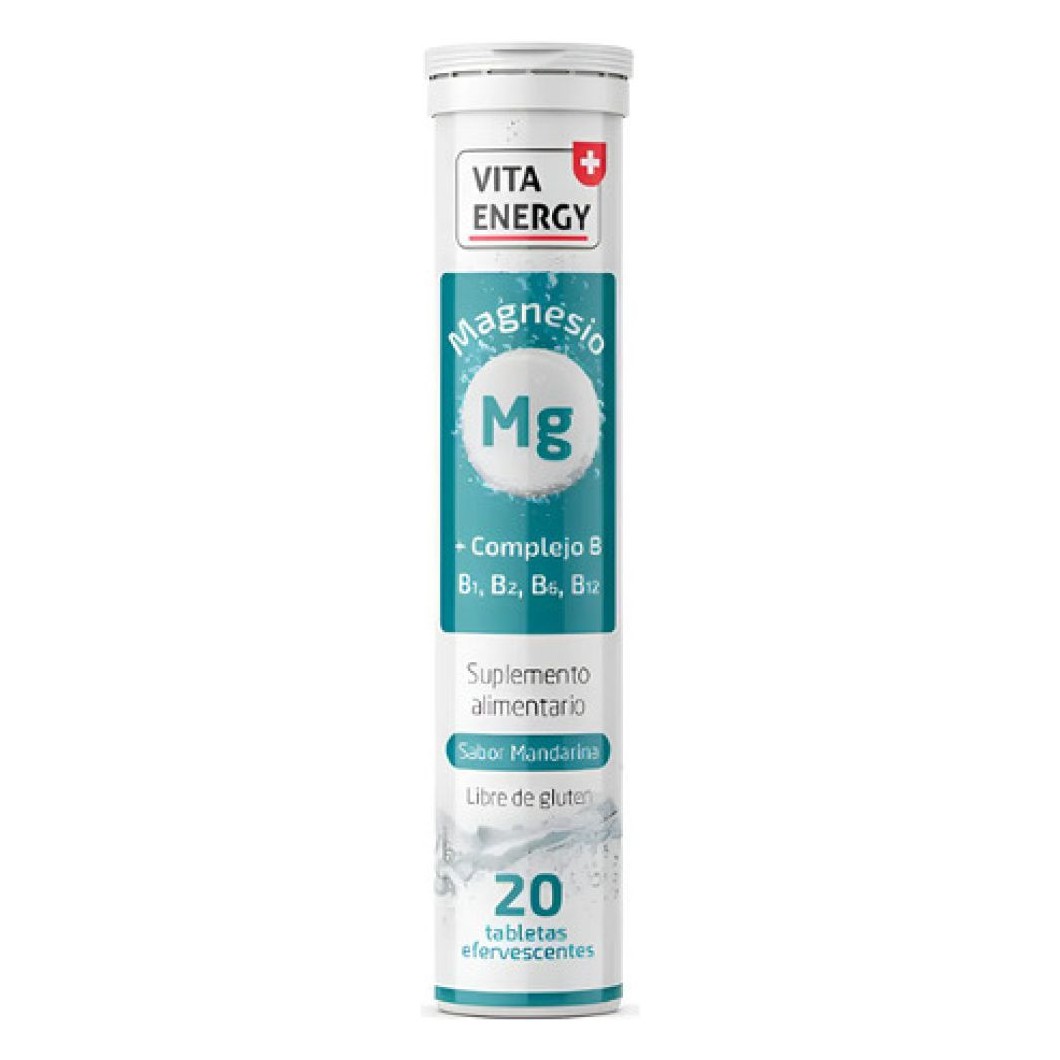 VITA
ENERGY
Magnesio
Mg
+ Complejo B
B1, B2, B6, B12
Suplemento
alimentario
Sabor Mandarina
Libre de gluten
20
tabletas
efervescentes